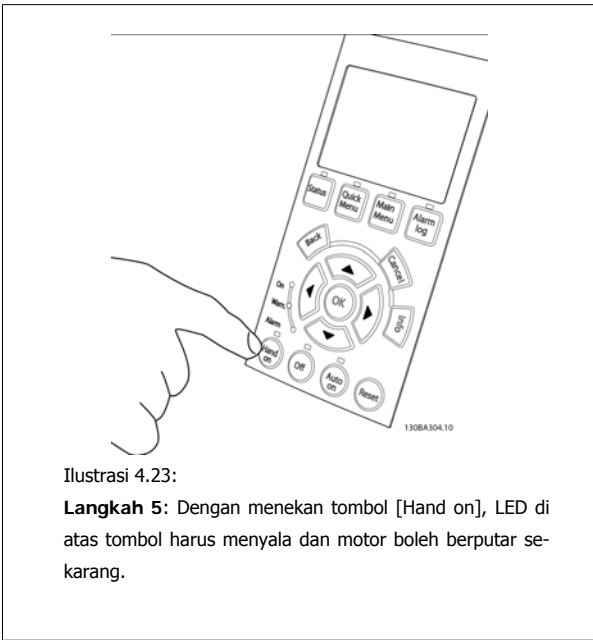 Status
Quick
Menu
Main
Menu
Alarm
log
Back
Cancel
On
Warn.
Alarm
OK
Info
Hand
on
Off
Auto
on
Reset
130BA304.10
Ilustrasi 4.23:
Langkah 5: Dengan menekan tombol [Hand on], LED di
atas tombol harus menyala dan motor boleh berputar se-
karang.